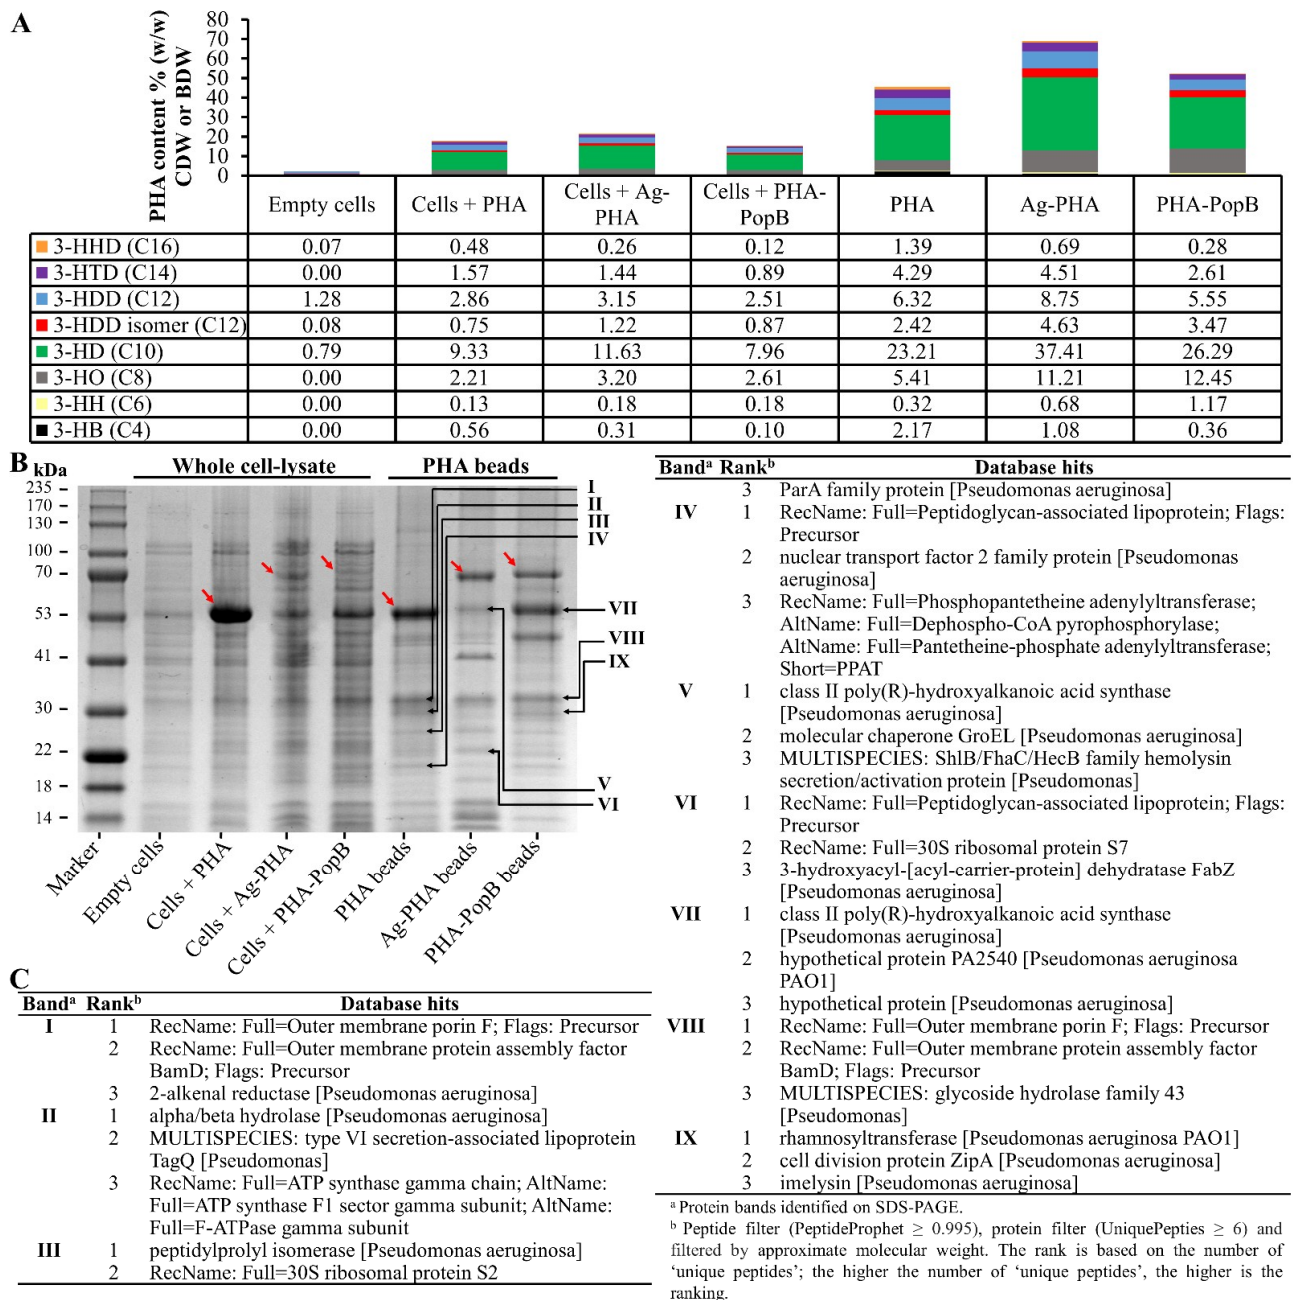 A
PHA content % (w/w)
CDW or BDW
80
70
60
50
40
30
20
10
0
Empty cells
Cells + PHA
Cells + Ag-
PHA
Cells + PHA-
PopB
PHA
Ag-PHA
PHA-PopB
3-HHD (C16) 0.07 0.48 0.26 0.12 1.39 0.69 0.28
3-HTD (C14) 0.00 1.57 1.44 0.89 4.29 4.51 2.61
3-HDD (C12) 1.28 2.86 3.15 2.51 6.32 8.75 5.55
3-HDD isomer (C12) 0.08 0.75 1.22 0.87 2.42 4.63 3.47
3-HD (C10) 0.79 9.33 11.63 7.96 23.21 37.41 26.29
3-HO (C8) 0.00 2.21 3.20 2.61 5.41 11.21 12.45
3-HH (C6) 0.00 0.13 0.18 0.18 0.32 0.68 1.17
3-HB (C4) 0.00 0.56 0.31 0.10 2.17 1.08 0.36
B
kDa
Whole cell-lysate
PHA beads
235 –
170 –
130 –
100 –
70 –
53 –
41 –
30 –
22 –
18 –
14 –
I
II
III
IV
VII
VIII
IX
V
VI
Marker
Empty cells
Cells + PHA
Cells + Ag-PHA
Cells + PHA-PopB
PHA beads
Ag-PHA beads
PHA-PopB beads
C
Bandᵃ Rankᵇ Database hits
I 1 RecName: Full=Outer membrane porin F; Flags: Precursor
2 RecName: Full=Outer membrane protein assembly factor
BamD; Flags: Precursor
3 2-alkenal reductase [Pseudomonas aeruginosa]
II 1 alpha/beta hydrolase [Pseudomonas aeruginosa]
2 MULTISPECIES: type VI secretion-associated lipoprotein
TagQ [Pseudomonas]
3 RecName: Full=ATP synthase gamma chain; AltName:
Full=ATP synthase F1 sector gamma subunit; AltName:
Full=F-ATPase gamma subunit
III 1 peptidylprolyl isomerase [Pseudomonas aeruginosa]
2 RecName: Full=30S ribosomal protein S2
Bandᵃ Rankᵇ Database hits
3 ParA family protein [Pseudomonas aeruginosa]
IV 1 RecName: Full=Peptidoglycan-associated lipoprotein; Flags:
Precursor
2 nuclear transport factor 2 family protein [Pseudomonas
aeruginosa]
3 RecName: Full=Phosphopantetheine adenylyltransferase;
AltName: Full=Dephospho-CoA pyrophosphorylase;
AltName: Full=Pantetheine-phosphate adenylyltransferase;
Short=PPAT
V 1 class II poly(R)-hydroxyalkanoic acid synthase
[Pseudomonas aeruginosa]
2 molecular chaperone GroEL [Pseudomonas aeruginosa]
3 MULTISPECIES: ShlB/FhaC/HecB family hemolysin
secretion/activation protein [Pseudomonas]
VI 1 RecName: Full=Peptidoglycan-associated lipoprotein; Flags:
Precursor
2 RecName: Full=30S ribosomal protein S7
3 3-hydroxyacyl-[acyl-carrier-protein] dehydratase FabZ
[Pseudomonas aeruginosa]
VII 1 class II poly(R)-hydroxyalkanoic acid synthase
[Pseudomonas aeruginosa]
2 hypothetical protein PA2540 [Pseudomonas aeruginosa
PAO1]
3 hypothetical protein [Pseudomonas aeruginosa]
VIII 1 RecName: Full=Outer membrane porin F; Flags: Precursor
2 RecName: Full=Outer membrane protein assembly factor
BamD; Flags: Precursor
3 MULTISPECIES: glycoside hydrolase family 43
[Pseudomonas]
IX 1 rhamnosyltransferase [Pseudomonas aeruginosa PAO1]
2 cell division protein ZipA [Pseudomonas aeruginosa]
3 imelysin [Pseudomonas aeruginosa]
ᵃ Protein bands identified on SDS-PAGE.
ᵇ Peptide filter (PeptideProphet ≥ 0.995), protein filter (UniquePepties ≥ 6) and
filtered by approximate molecular weight. The rank is based on the number of
‘unique peptides’; the higher the number of ‘unique peptides’, the higher is the
ranking.